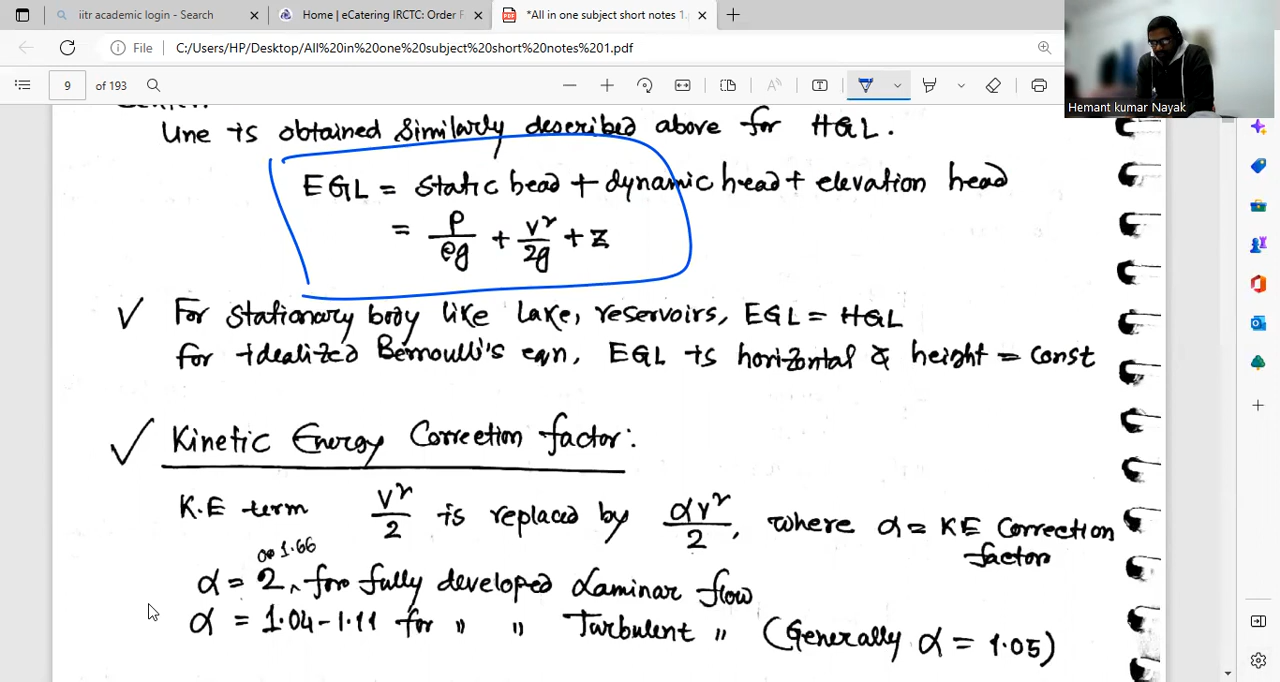 iitr academic login - Search
Home | eCatering IRCTC: Order F
*All in one subject short notes 1.p
File
C:/Users/HP/Desktop/All%20in%20one%20subject%20short%20notes%201.pdf
9 of 193
Hemant kumar Nayak
Line is obtained similarly described above for HGL.
EGL = static head + dynamic head + elevation head
= P/ρg + V²/2g + z
✓ For stationary body like Lake, reservoirs, EGL = HGL
for idealized Bernoulli's eqn, EGL is horizontal & height = const
✓ Kinetic Energy Correction factor:
K.E term V²/2 is replaced by αV²/2, where α = KE Correction
factor
or 1.66
α = 2, for fully developed Laminar flow
α = 1.04-1.11 for " " Turbulent " (Generally α = 1.05)